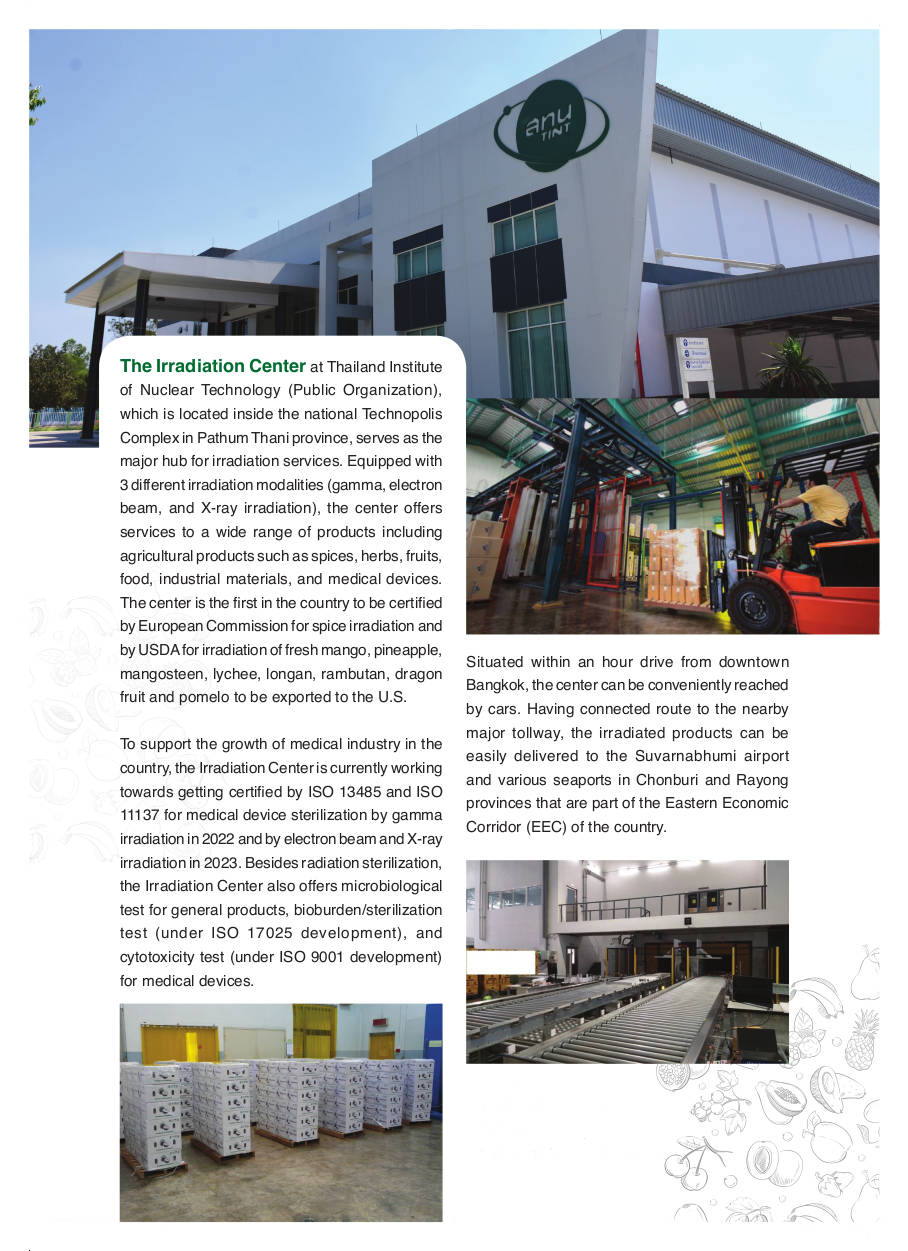 anu
TINT
The Irradiation Center at Thailand Institute
of Nuclear Technology (Public Organization),
which is located inside the national Technopolis
Complex in Pathum Thani province, serves as the
major hub for irradiation services. Equipped with
3 different irradiation modalities (gamma, electron
beam, and X-ray irradiation), the center offers
services to a wide range of products including
agricultural products such as spices, herbs, fruits,
food, industrial materials, and medical devices.
The center is the first in the country to be certified
by European Commission for spice irradiation and
by USDA for irradiation of fresh mango, pineapple,
mangosteen, lychee, longan, rambutan, dragon
fruit and pomelo to be exported to the U.S.
To support the growth of medical industry in the
country, the Irradiation Center is currently working
towards getting certified by ISO 13485 and ISO
11137 for medical device sterilization by gamma
irradiation in 2022 and by electron beam and X-ray
irradiation in 2023. Besides radiation sterilization,
the Irradiation Center also offers microbiological
test for general products, bioburden/sterilization
test (under ISO 17025 development), and
cytotoxicity test (under ISO 9001 development)
for medical devices.
Situated within an hour drive from downtown
Bangkok, the center can be conveniently reached
by cars. Having connected route to the nearby
major tollway, the irradiated products can be
easily delivered to the Suvarnabhumi airport
and various seaports in Chonburi and Rayong
provinces that are part of the Eastern Economic
Corridor (EEC) of the country.